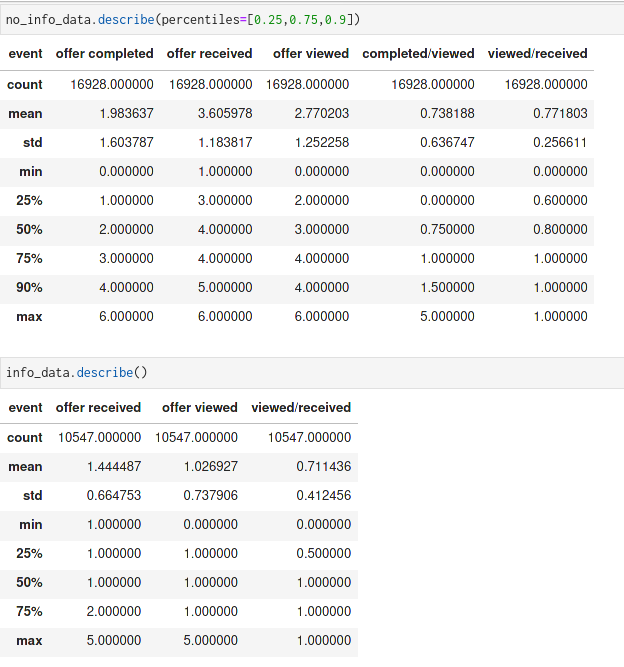 no_info_data.describe(percentiles=[0.25,0.75,0.9])
event offer completed offer received offer viewed completed/viewed viewed/received
count 16928.000000 16928.000000 16928.000000 16928.000000 16928.000000
mean 1.983637 3.605978 2.770203 0.738188 0.771803
std 1.603787 1.183817 1.252258 0.636747 0.256611
min 0.000000 1.000000 0.000000 0.000000 0.000000
25% 1.000000 3.000000 2.000000 0.000000 0.600000
50% 2.000000 4.000000 3.000000 0.750000 0.800000
75% 3.000000 4.000000 4.000000 1.000000 1.000000
90% 4.000000 5.000000 4.000000 1.500000 1.000000
max 6.000000 6.000000 6.000000 5.000000 1.000000
info_data.describe()
event offer received offer viewed viewed/received
count 10547.000000 10547.000000 10547.000000
mean 1.444487 1.026927 0.711436
std 0.664753 0.737906 0.412456
min 1.000000 0.000000 0.000000
25% 1.000000 1.000000 0.500000
50% 1.000000 1.000000 1.000000
75% 2.000000 1.000000 1.000000
max 5.000000 5.000000 1.000000